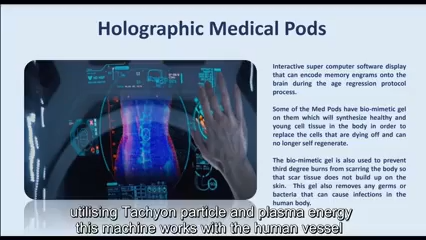 Holographic Medical Pods
Interactive super computer software display
that can encode memory engrams onto the
brain during the age regression protocol
process.
Some of the Med Pods have bio-mimetic gel
on them which will synthesize healthy and
young cell tissue in the body in order to
replace the cells that are dying off and can
no longer self regenerate.
The bio-mimetic gel is also used to prevent
third degree burns from scarring the body so
that scar tissue does not build up on the
skin. This gel also removes any germs or
bacteria that can cause infections in the
human body.
utilising Tachyon particle and plasma energy
this machine works with the human vessel